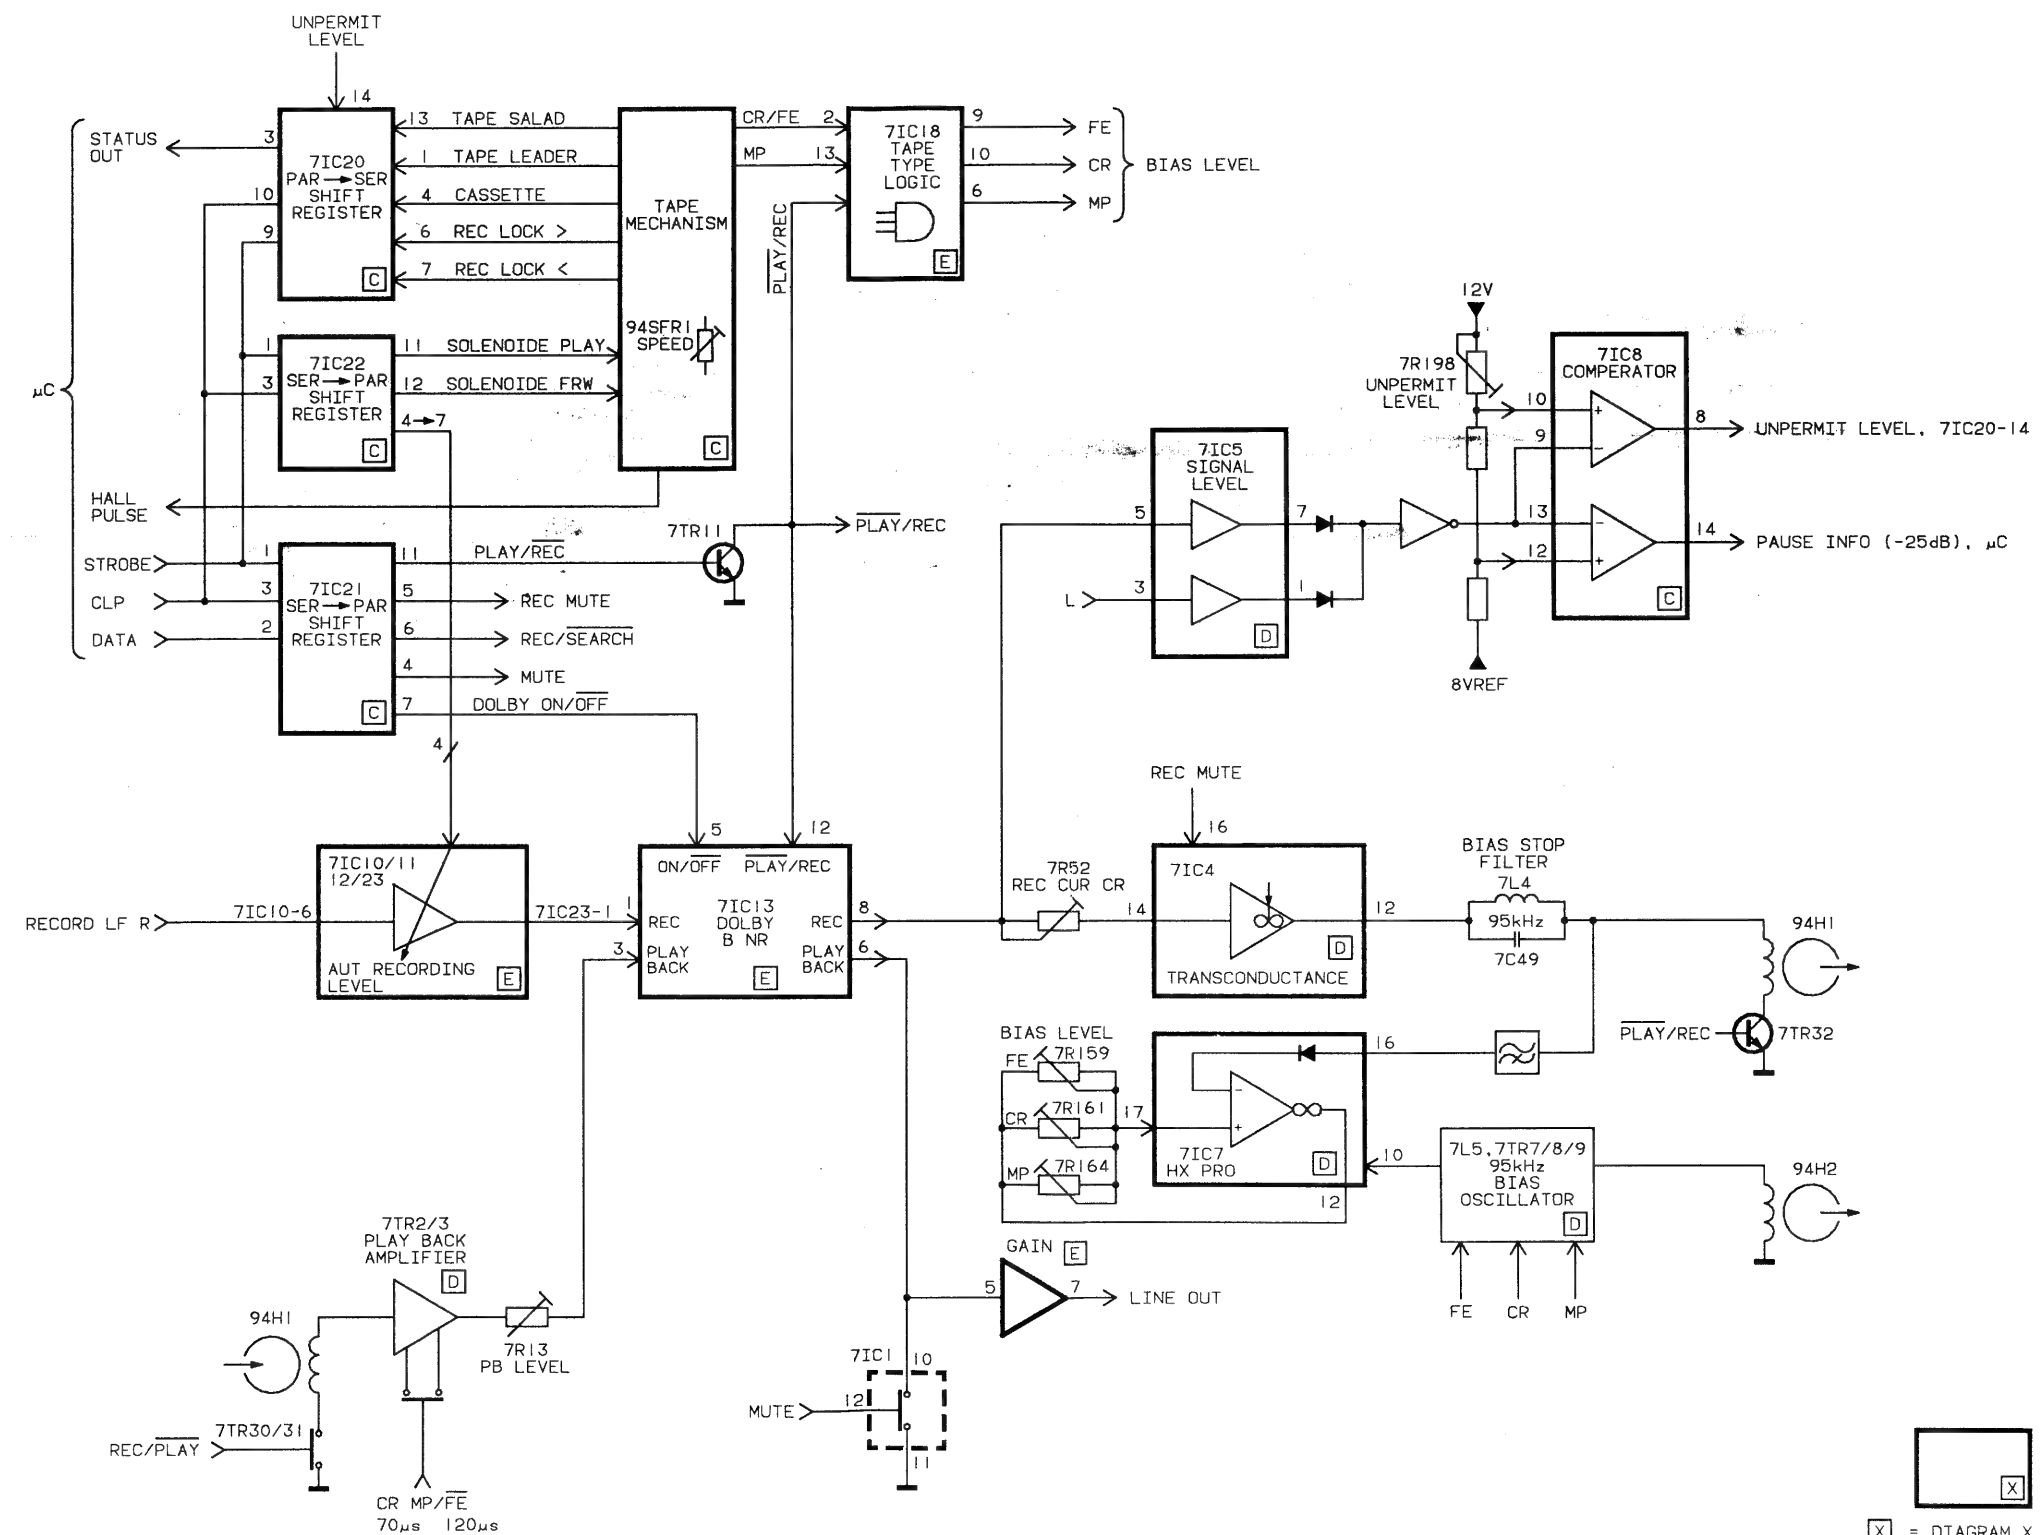 UNPERMIT
LEVEL
14
μC
STATUS
OUT
3
10
9
7IC20
PAR → SER
SHIFT
REGISTER
C
13 TAPE SALAD
1 TAPE LEADER
4 CASSETTE
6 REC LOCK >
7 REC LOCK <
TAPE
MECHANISM
94SFR1
SPEED
C
CR/FE 2
MP 13
PLAY/REC
7IC18
TAPE
TYPE
LOGIC
E
9 FE
10 CR
6 MP
BIAS LEVEL
1
3
7IC22
SER → PAR
SHIFT
REGISTER
C
11 SOLENOIDE PLAY
12 SOLENOIDE FRW
4 → 7
HALL
PULSE
STROBE
CLP
DATA
1
3
2
7IC21
SER → PAR
SHIFT
REGISTER
C
11 PLAY/REC
5 REC MUTE
6 REC/SEARCH
4 MUTE
7 DOLBY ON/OFF
7TR11
PLAY/REC
4
12V
7R198
UNPERMIT
LEVEL
8VREF
7IC8
COMPERATOR
10
+
9
-
13
-
12
+
C
8 UNPERMIT LEVEL, 7IC20-14
14 PAUSE INFO (-25dB), μC
7IC5
SIGNAL
LEVEL
5
7
L
3
1
D
RECORD LF R
7IC10-6
7IC10/11
12/23
AUT RECORDING
LEVEL
E
7IC23-1
1
3
5
12
ON/OFF PLAY/REC
7IC13
DOLBY
B NR
REC
PLAY
BACK
REC
PLAY
BACK
E
8
6
7R52
REC CUR CR
REC MUTE
16
14
7IC4
D
TRANSCONDUCTANCE
12
BIAS STOP
FILTER
7L4
95kHz
7C49
94H1
PLAY/REC
7TR32
BIAS LEVEL
FE 7R159
CR 7R161
MP 7R164
17
7IC7
HX PRO
-
+
D
16
10
12
7L5,7TR7/8/9
95kHz
BIAS
OSCILLATOR
D
FE CR MP
94H2
7TR2/3
PLAY BACK
AMPLIFIER
D
94H1
7R13
PB LEVEL
7TR30/31
REC/PLAY
CR MP/FE
70μs 120μs
GAIN E
5
7 LINE OUT
7IC1
10
MUTE 12
11
X
X = DIAGRAM X